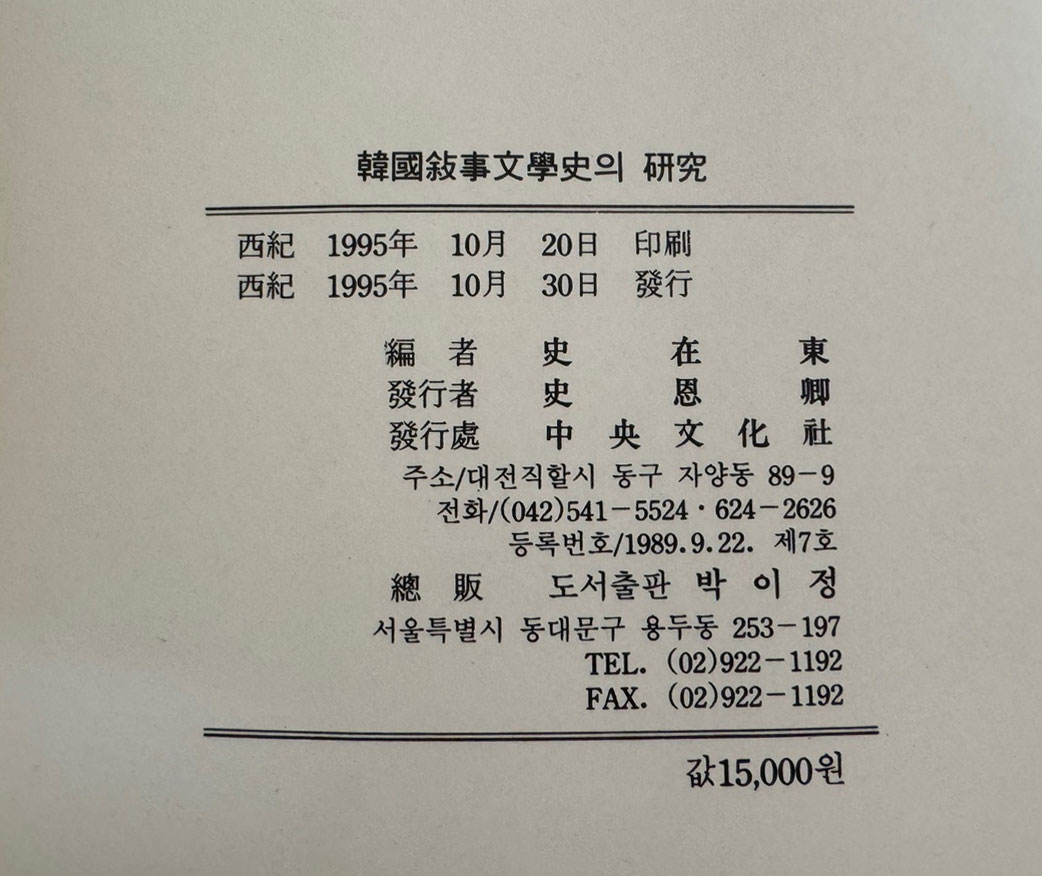 韓國敍事文學史의 硏究
西紀 1995年 10月 20日 印刷
西紀 1995年 10月 30日 發行
編者 史在東
發行者 史恩卿
發行處 中央文化社
주소/대전직할시 동구 자양동 89-9
전화/(042)541-5524·624-2626
등록번호/1989.9.22. 제7호
總販 도서출판 박이정
서울특별시 동대문구 용두동 253-197
TEL. (02)922-1192
FAX. (02)922-1192
값15,000원